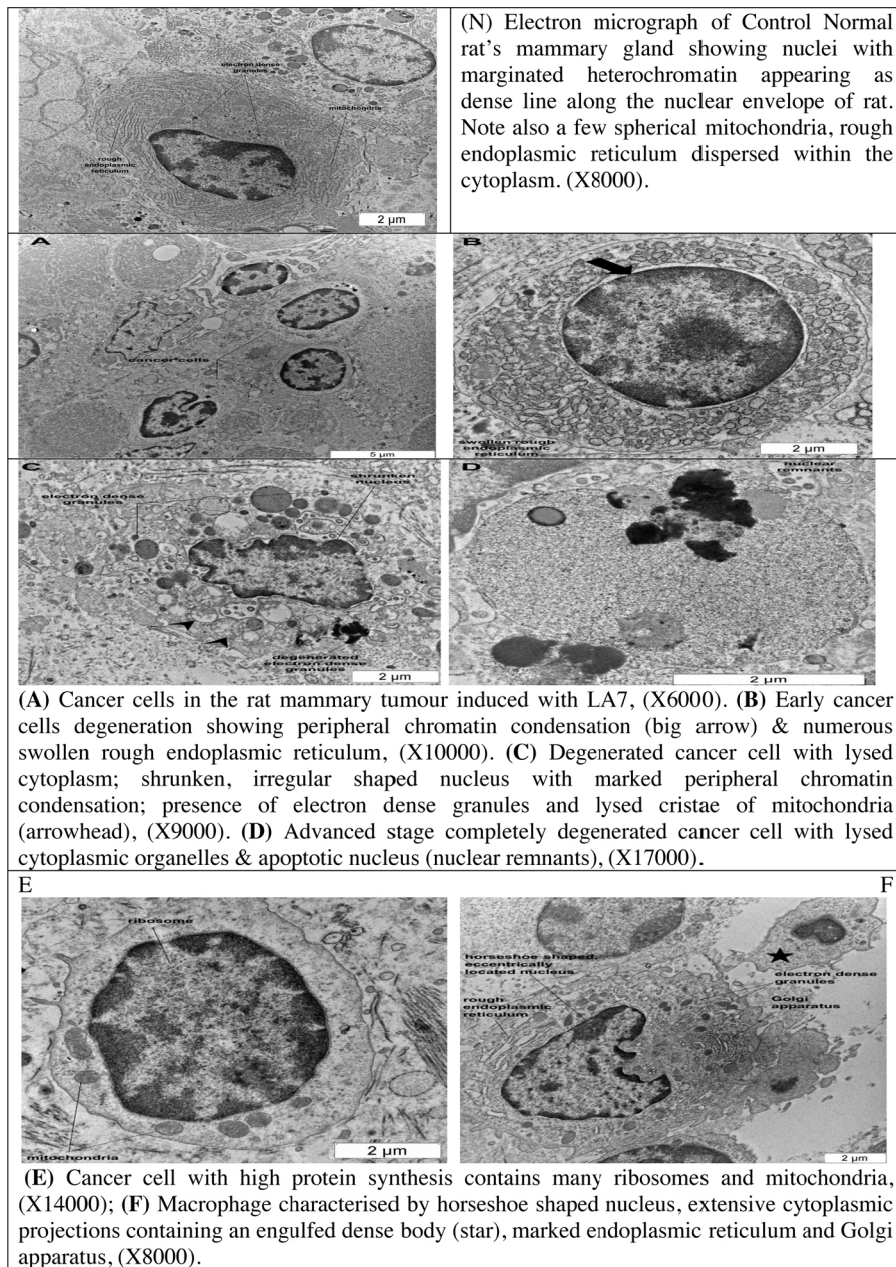 (N) Electron micrograph of Control Normal
rat's mammary gland showing nuclei with
marginated heterochromatin appearing as
dense line along the nuclear envelope of rat.
Note also a few spherical mitochondria, rough
endoplasmic reticulum dispersed within the
cytoplasm. (X8000).
electron dense
granules
mitochondria
rough
endoplasmic
reticulum
2 µm
A
cancer cells
5 µm
B
swollen rough
endoplasmic
reticulum
2 µm
C
shrunken
nucleus
electron dense
granules
degenerated
electron dense
granules
2 µm
D
nuclear
remnants
2 µm
(A) Cancer cells in the rat mammary tumour induced with LA7, (X6000). (B) Early cancer
cells degeneration showing peripheral chromatin condensation (big arrow) & numerous
swollen rough endoplasmic reticulum, (X10000). (C) Degenerated cancer cell with lysed
cytoplasm; shrunken, irregular shaped nucleus with marked peripheral chromatin
condensation; presence of electron dense granules and lysed cristae of mitochondria
(arrowhead), (X9000). (D) Advanced stage completely degenerated cancer cell with lysed
cytoplasmic organelles & apoptotic nucleus (nuclear remnants), (X17000).
E
ribosome
mitochondria
2 µm
F
horseshoe shaped,
eccentrically
located nucleus
electron dense
granules
rough
endoplasmic
reticulum
Golgi
apparatus
2 µm
(E) Cancer cell with high protein synthesis contains many ribosomes and mitochondria,
(X14000); (F) Macrophage characterised by horseshoe shaped nucleus, extensive cytoplasmic
projections containing an engulfed dense body (star), marked endoplasmic reticulum and Golgi
apparatus, (X8000).